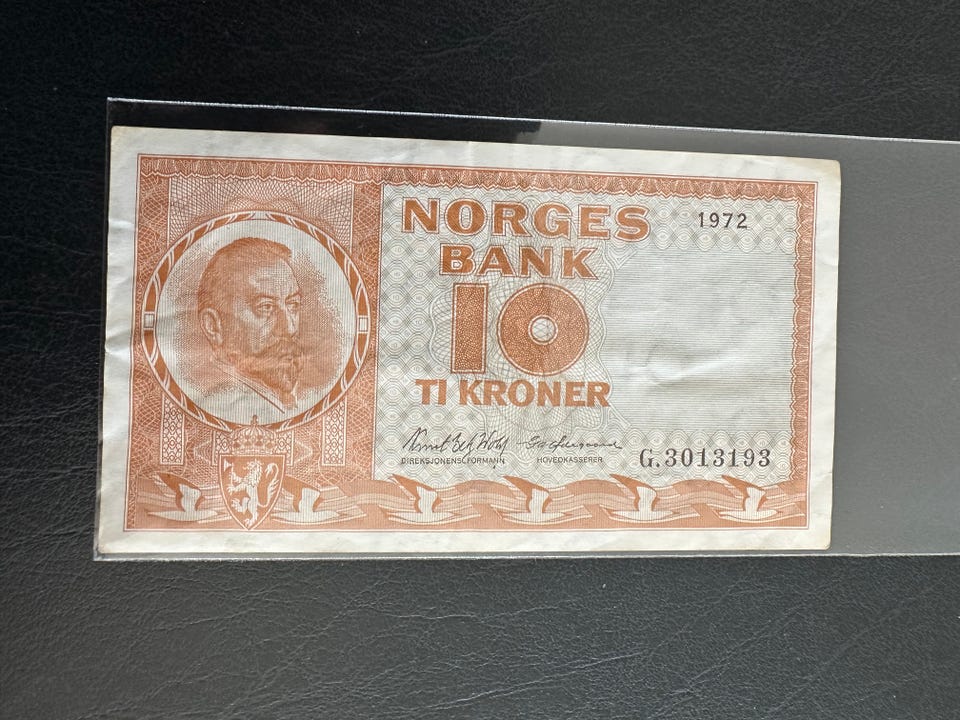 NORGES
1972
BANK
10
TI KRONER
DIREKSJONENS FORMANN
HOVEDKASSERER
G.3013193